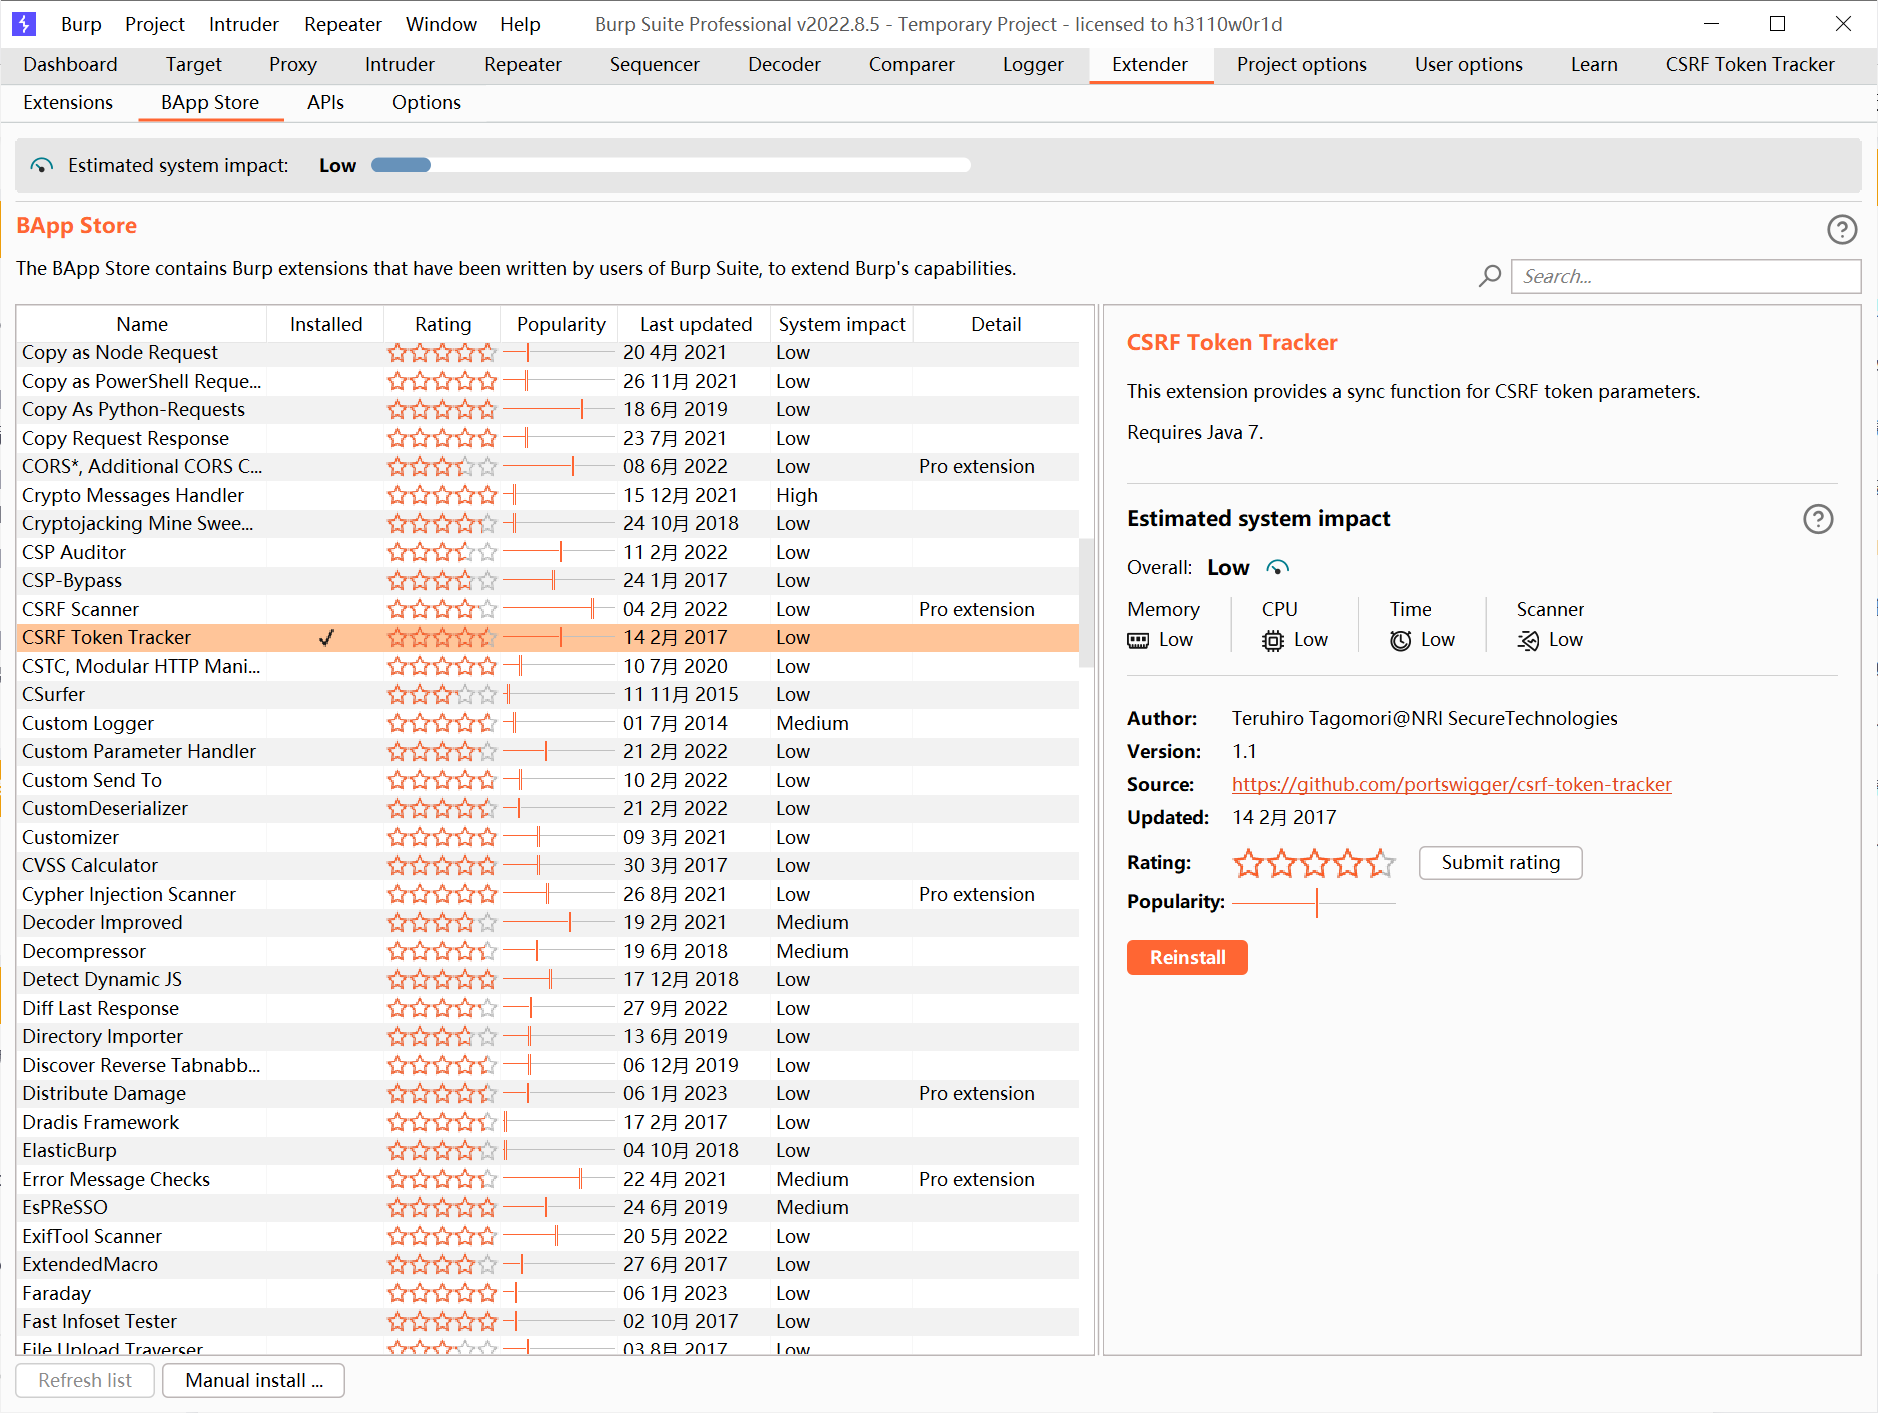 Burp Project Intruder Repeater Window Help Burp Suite Professional v2022.8.5 - Temporary Project - licensed to h3110w0r1d
Dashboard Target Proxy Intruder Repeater Sequencer Decoder Comparer Logger Extender Project options User options Learn CSRF Token Tracker
Extensions BApp Store APIs Options
Estimated system impact: Low
BApp Store
The BApp Store contains Burp extensions that have been written by users of Burp Suite, to extend Burp's capabilities.
Search...
Name Installed Rating Popularity Last updated System impact Detail
Copy as Node Request 20 4月 2021 Low
Copy as PowerShell Reque... 26 11月 2021 Low
Copy As Python-Requests 18 6月 2019 Low
Copy Request Response 23 7月 2021 Low
CORS*, Additional CORS C... 08 6月 2022 Low Pro extension
Crypto Messages Handler 15 12月 2021 High
Cryptojacking Mine Swee... 24 10月 2018 Low
CSP Auditor 11 2月 2022 Low
CSP-Bypass 24 1月 2017 Low
CSRF Scanner 04 2月 2022 Low Pro extension
CSRF Token Tracker ✓ 14 2月 2017 Low
CSTC, Modular HTTP Mani... 10 7月 2020 Low
CSurfer 11 11月 2015 Low
Custom Logger 01 7月 2014 Medium
Custom Parameter Handler 21 2月 2022 Low
Custom Send To 10 2月 2022 Low
CustomDeserializer 21 2月 2022 Low
Customizer 09 3月 2021 Low
CVSS Calculator 30 3月 2017 Low
Cypher Injection Scanner 26 8月 2021 Low Pro extension
Decoder Improved 19 2月 2021 Medium
Decompressor 19 6月 2018 Medium
Detect Dynamic JS 17 12月 2018 Low
Diff Last Response 27 9月 2022 Low
Directory Importer 13 6月 2019 Low
Discover Reverse Tabnabb... 06 12月 2019 Low
Distribute Damage 06 1月 2023 Low Pro extension
Dradis Framework 17 2月 2017 Low
ElasticBurp 04 10月 2018 Low
Error Message Checks 22 4月 2021 Medium Pro extension
EsPReSSO 24 6月 2019 Medium
ExifTool Scanner 20 5月 2022 Low
ExtendedMacro 27 6月 2017 Low
Faraday 06 1月 2023 Low
Fast Infoset Tester 02 10月 2017 Low
File Upload Traverser 03 8月 2017 Low
Refresh list Manual install ...
CSRF Token Tracker
This extension provides a sync function for CSRF token parameters.
Requires Java 7.
Estimated system impact
Overall: Low
Memory CPU Time Scanner
Low Low Low Low
Author: Teruhiro Tagomori@NRI SecureTechnologies
Version: 1.1
Source: https://github.com/portswigger/csrf-token-tracker
Updated: 14 2月 2017
Rating: Submit rating
Popularity:
Reinstall